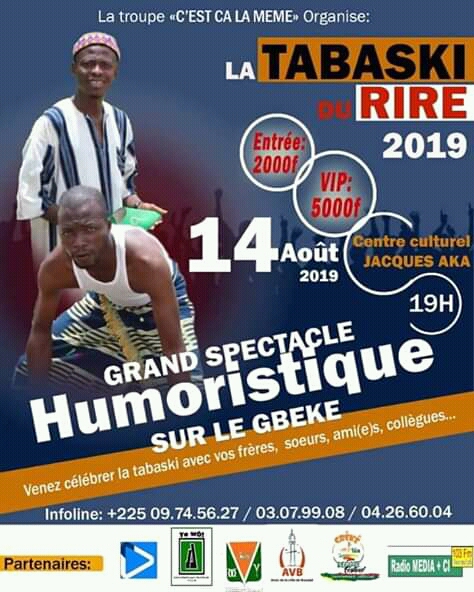 La troupe «C'EST CA LA MEME» Organise:
LA TABASKI
DU RIRE
2019
Entrée:
2000f
VIP:
5000f
14 Août
2019
Centre culturel
JACQUES AKA
19H
GRAND SPECTACLE
Humoristique
SUR LE GBEKE
Venez célébrer la tabaski avec vos frères, soeurs, ami(e)s, collègues...
Infoline: +225 09.74.56.27 / 03.07.99.08 / 04.26.60.04
Partenaires:
AVB
Radio MEDIA + CI